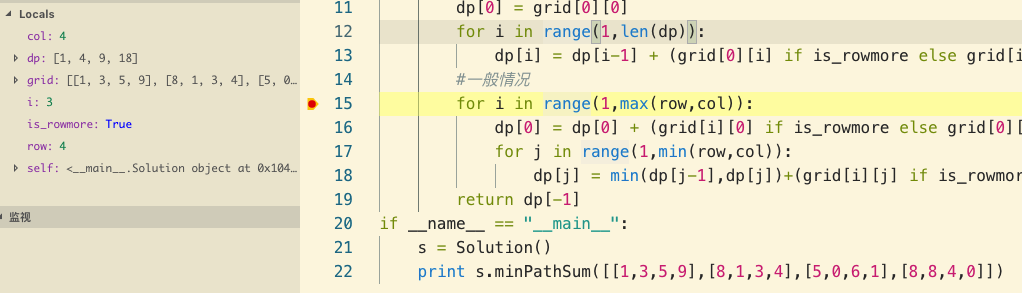 Locals
col: 4
dp: [1, 4, 9, 18]
grid: [[1, 3, 5, 9], [8, 1, 3, 4], [5, 0…
i: 3
is_rowmore: True
row: 4
self: <__main__.Solution object at 0x104…
监视
11 dp[0] = grid[0][0]
12 for i in range(1,len(dp)):
13 dp[i] = dp[i-1] + (grid[0][i] if is_rowmore else grid[i
14 #一般情况
15 for i in range(1,max(row,col)):
16 dp[0] = dp[0] + (grid[i][0] if is_rowmore else grid[0][
17 for j in range(1,min(row,col)):
18 dp[j] = min(dp[j-1],dp[j])+(grid[i][j] if is_rowmor
19 return dp[-1]
20 if __name__ == "__main__":
21 s = Solution()
22 print s.minPathSum([[1,3,5,9],[8,1,3,4],[5,0,6,1],[8,8,4,0]])